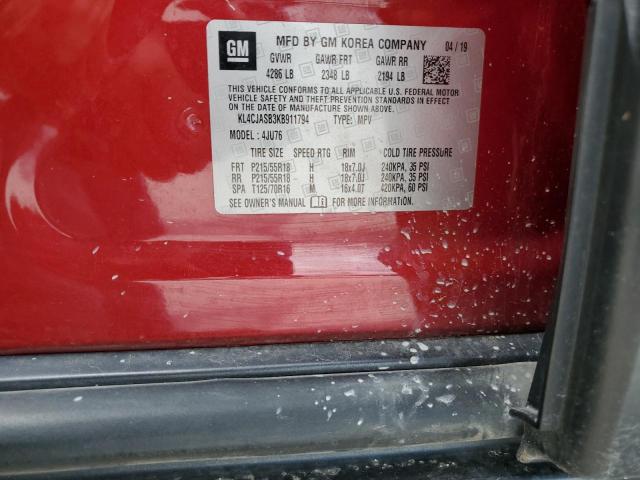 GM MFD BY GM KOREA COMPANY 04/19
GVWR GAWR FRT GAWR RR
4286 LB 2348 LB 2194 LB
THIS VEHICLE CONFORMS TO ALL APPLICABLE U.S. FEDERAL MOTOR
VEHICLE SAFETY AND THEFT PREVENTION STANDARDS IN EFFECT
ON THE DATE OF MANUFACTURE SHOWN ABOVE.
KL4CJASB3KB911794 TYPE: MPV
MODEL: 4JU76
TIRE SIZE SPEED RTG RIM COLD TIRE PRESSURE
FRT P215/55R18 H 18x7.0J 240KPA, 35 PSI
RR P215/55R18 H 18x7.0J 240KPA, 35 PSI
SPA T125/70R16 M 16x4.0T 420KPA, 60 PSI
SEE OWNER'S MANUAL FOR MORE INFORMATION.